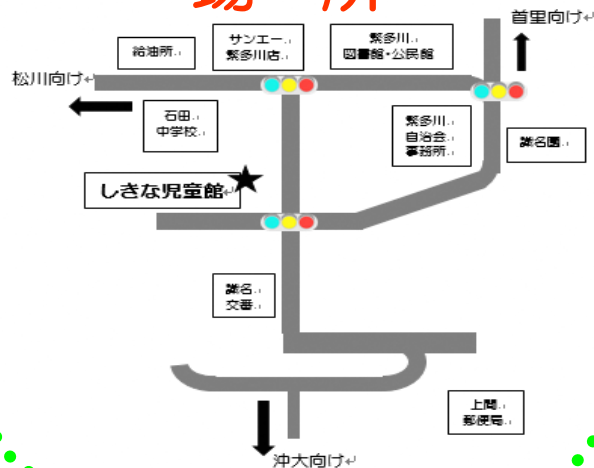 場所
首里向け
給油所
サンエー
繁多川店
繁多川
図書館・公民館
松川向け
石田
中学校
繁多川
自治会
事務所
識名園
しきな児童館
識名
交番
上間
郵便局
沖大向け